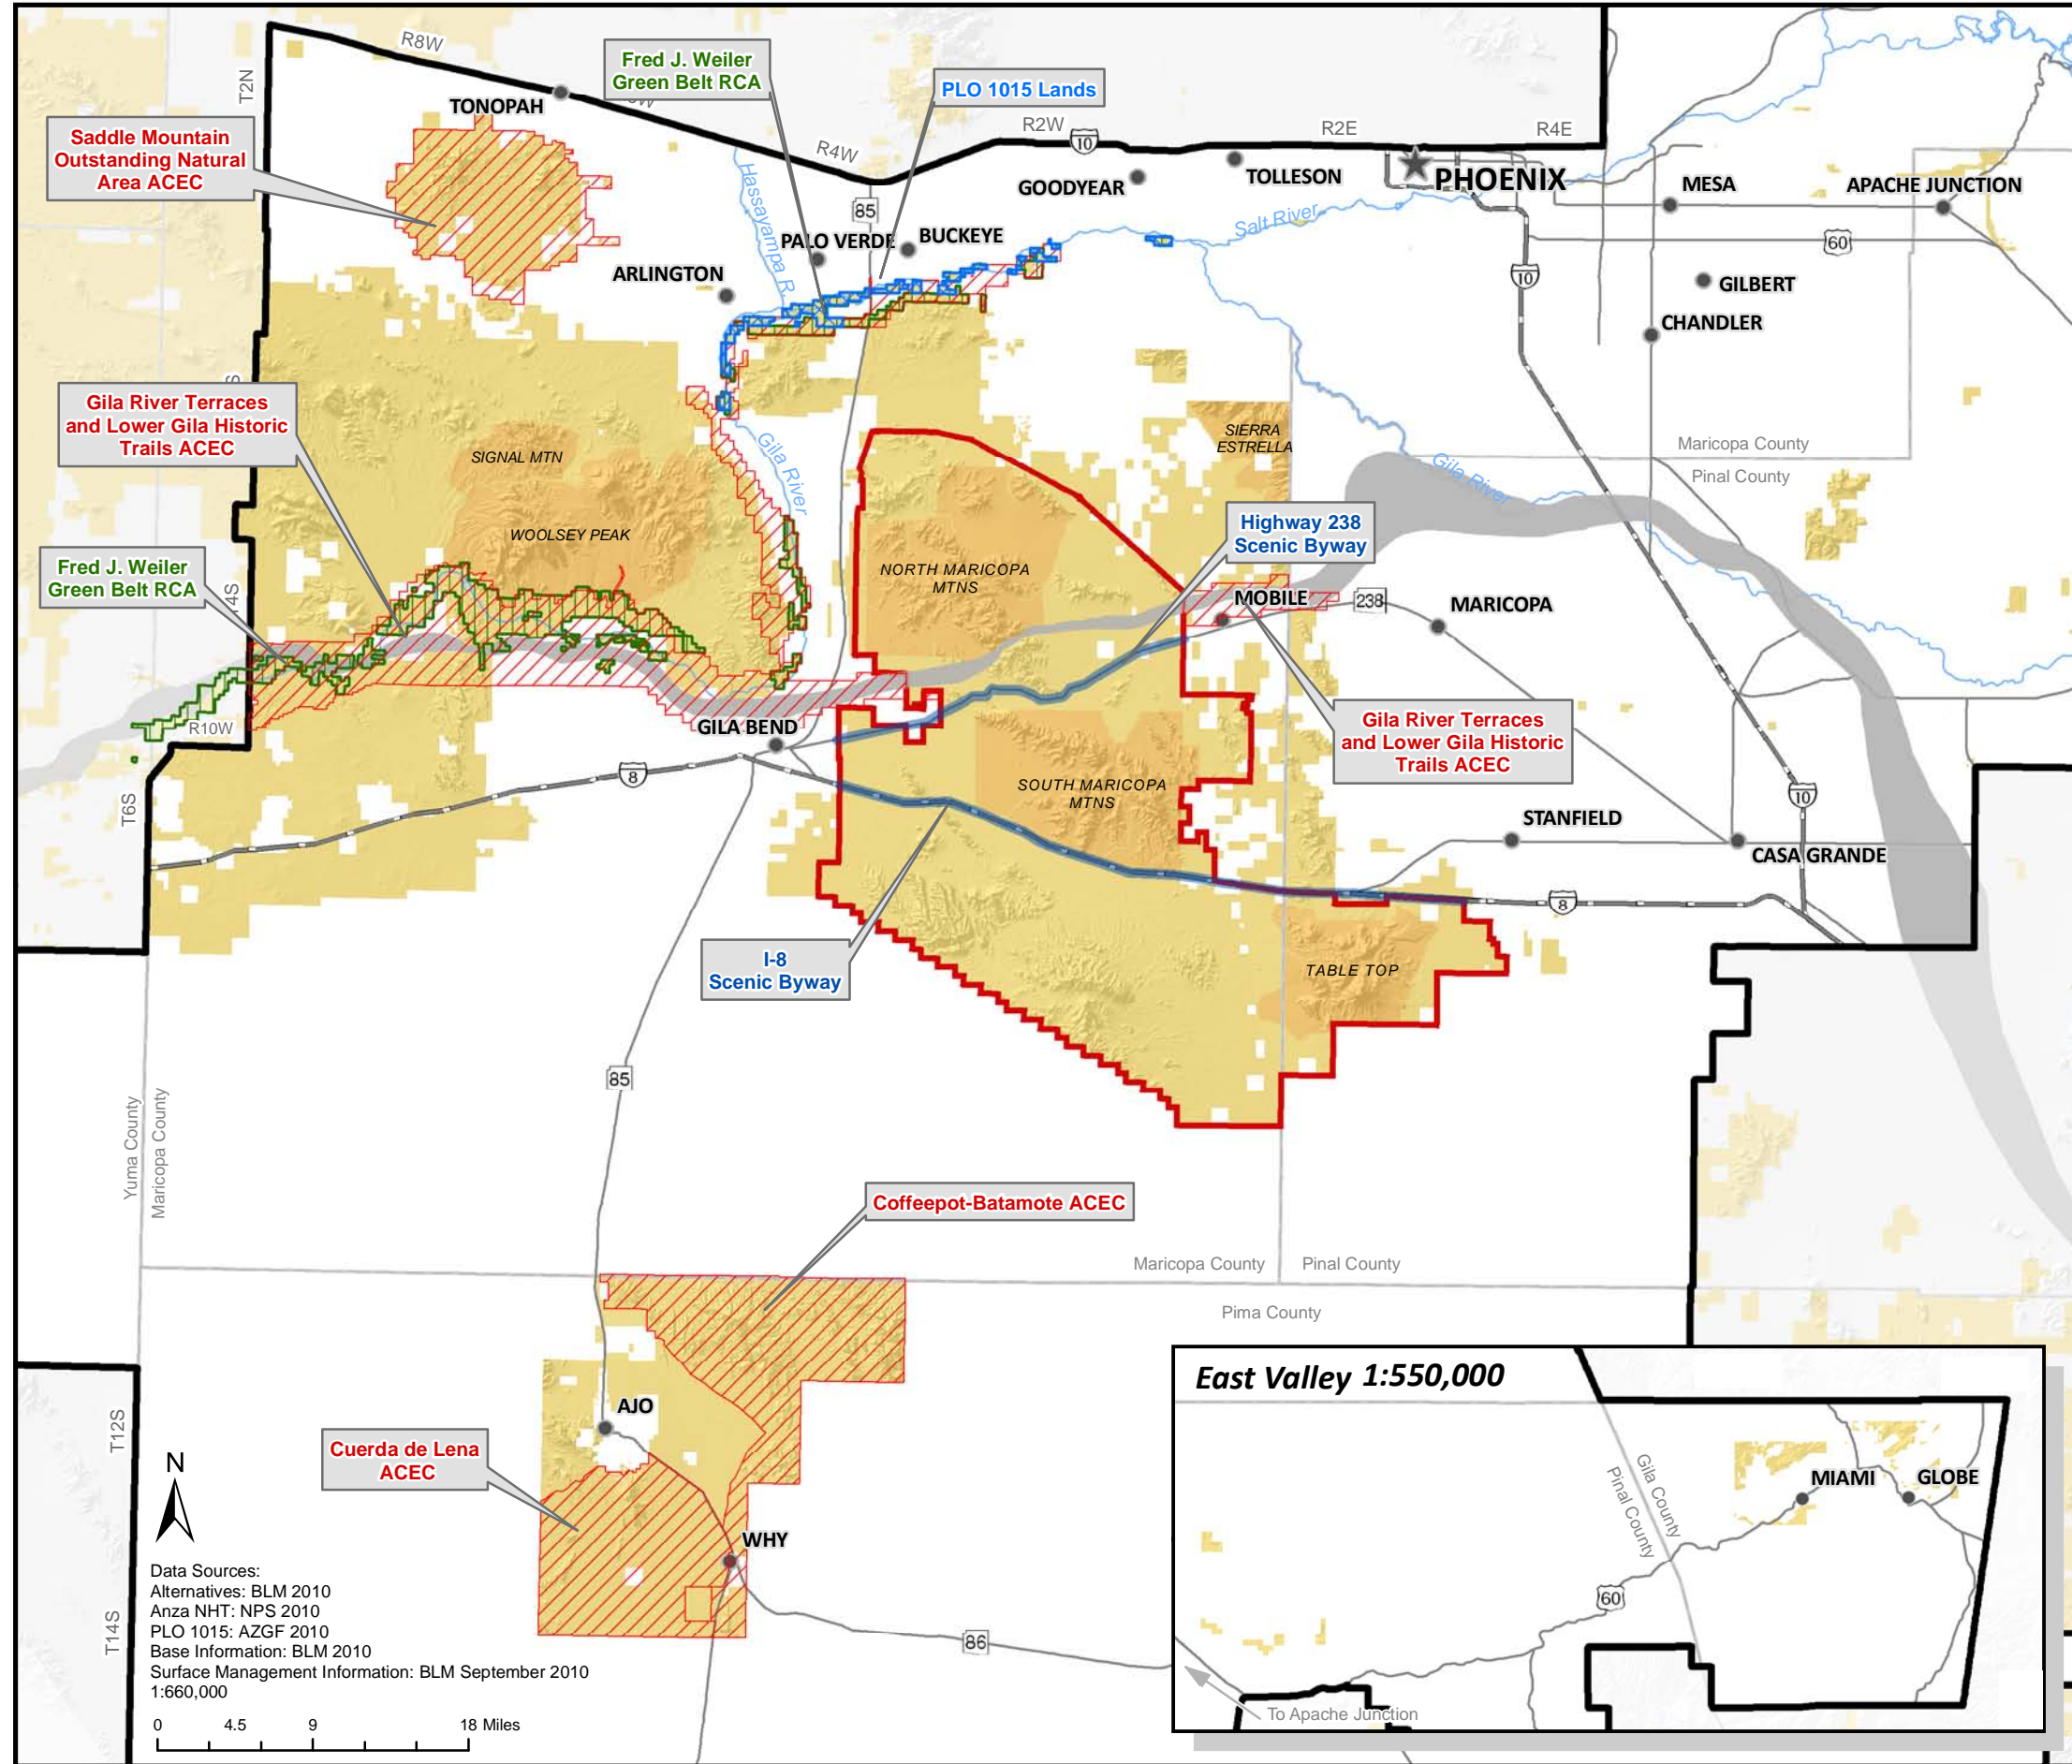 R8W
T2N
TONOPAH
Fred J. Weiler
Green Belt RCA
PLO 1015 Lands
Saddle Mountain
Outstanding Natural
Area ACEC
R4W
R2W
10
R2E
R4E
GOODYEAR
TOLLESON
PHOENIX
MESA
APACHE JUNCTION
Hassayampa R.
85
PALO VERDE
BUCKEYE
Salt River
60
ARLINGTON
10
GILBERT
CHANDLER
Gila River Terraces
and Lower Gila Historic
Trails ACEC
SIGNAL MTN
Gila River
SIERRA
ESTRELLA
Maricopa County
Pinal County
Gila River
WOOLSEY PEAK
Highway 238
Scenic Byway
Fred J. Weiler
Green Belt RCA
NORTH MARICOPA
MTNS
MOBILE
238
MARICOPA
R10W
GILA BEND
Gila River Terraces
and Lower Gila Historic
Trails ACEC
8
T6S
SOUTH MARICOPA
MTNS
10
STANFIELD
CASA GRANDE
8
I-8
Scenic Byway
TABLE TOP
85
Yuma County
Maricopa County
Coffeepot-Batamote ACEC
Maricopa County
Pinal County
Pima County
AJO
T12S
Cuerda de Lena
ACEC
WHY
T14S
86
N
Data Sources:
Alternatives: BLM 2010
Anza NHT: NPS 2010
PLO 1015: AZGF 2010
Base Information: BLM 2010
Surface Management Information: BLM September 2010
1:660,000
0 4.5 9 18 Miles
East Valley 1:550,000
Gila County
Pinal County
MIAMI
GLOBE
60
To Apache Junction